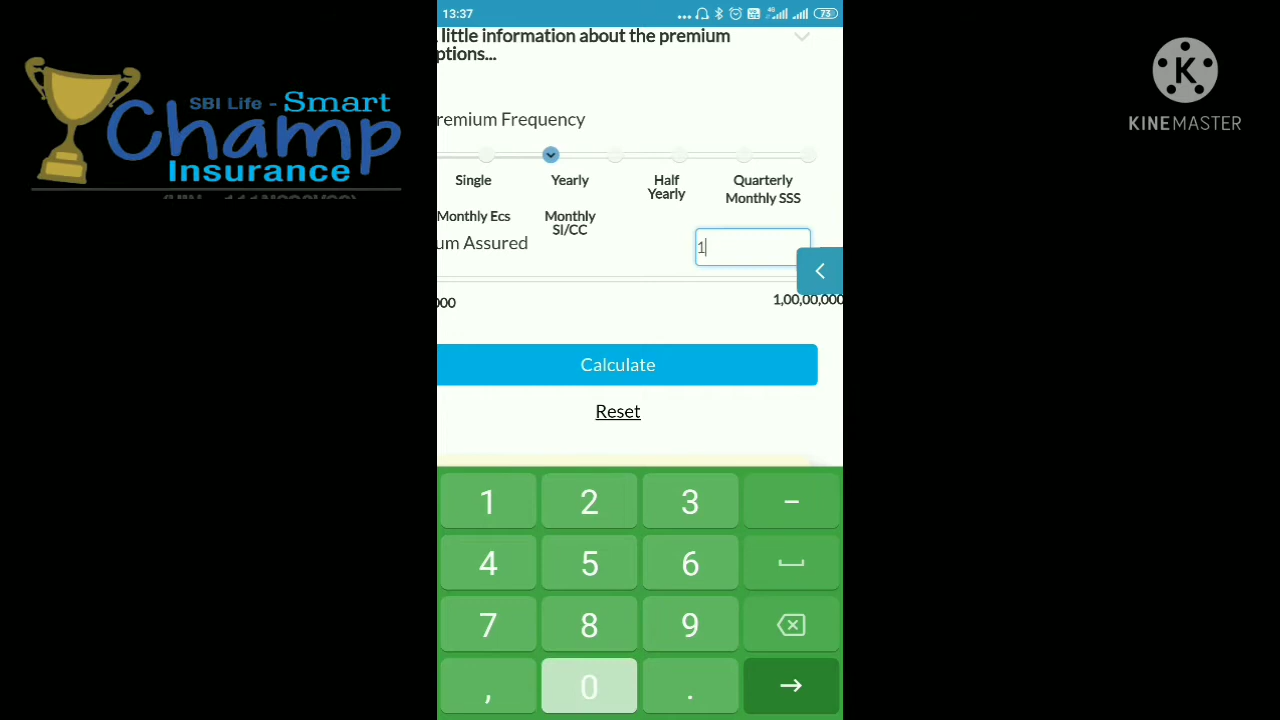 13:37
4G
73
little information about the premium
ptions...
SBI Life - Smart
Champ
Insurance
KINEMASTER
K
remium Frequency
Single
Yearly
Half
Yearly
Quarterly
Monthly SSS
Monthly Ecs
Monthly
SI/CC
um Assured
1
000
1,00,00,000
Calculate
Reset
1 2 3 -
4 5 6
7 8 9
, 0 .